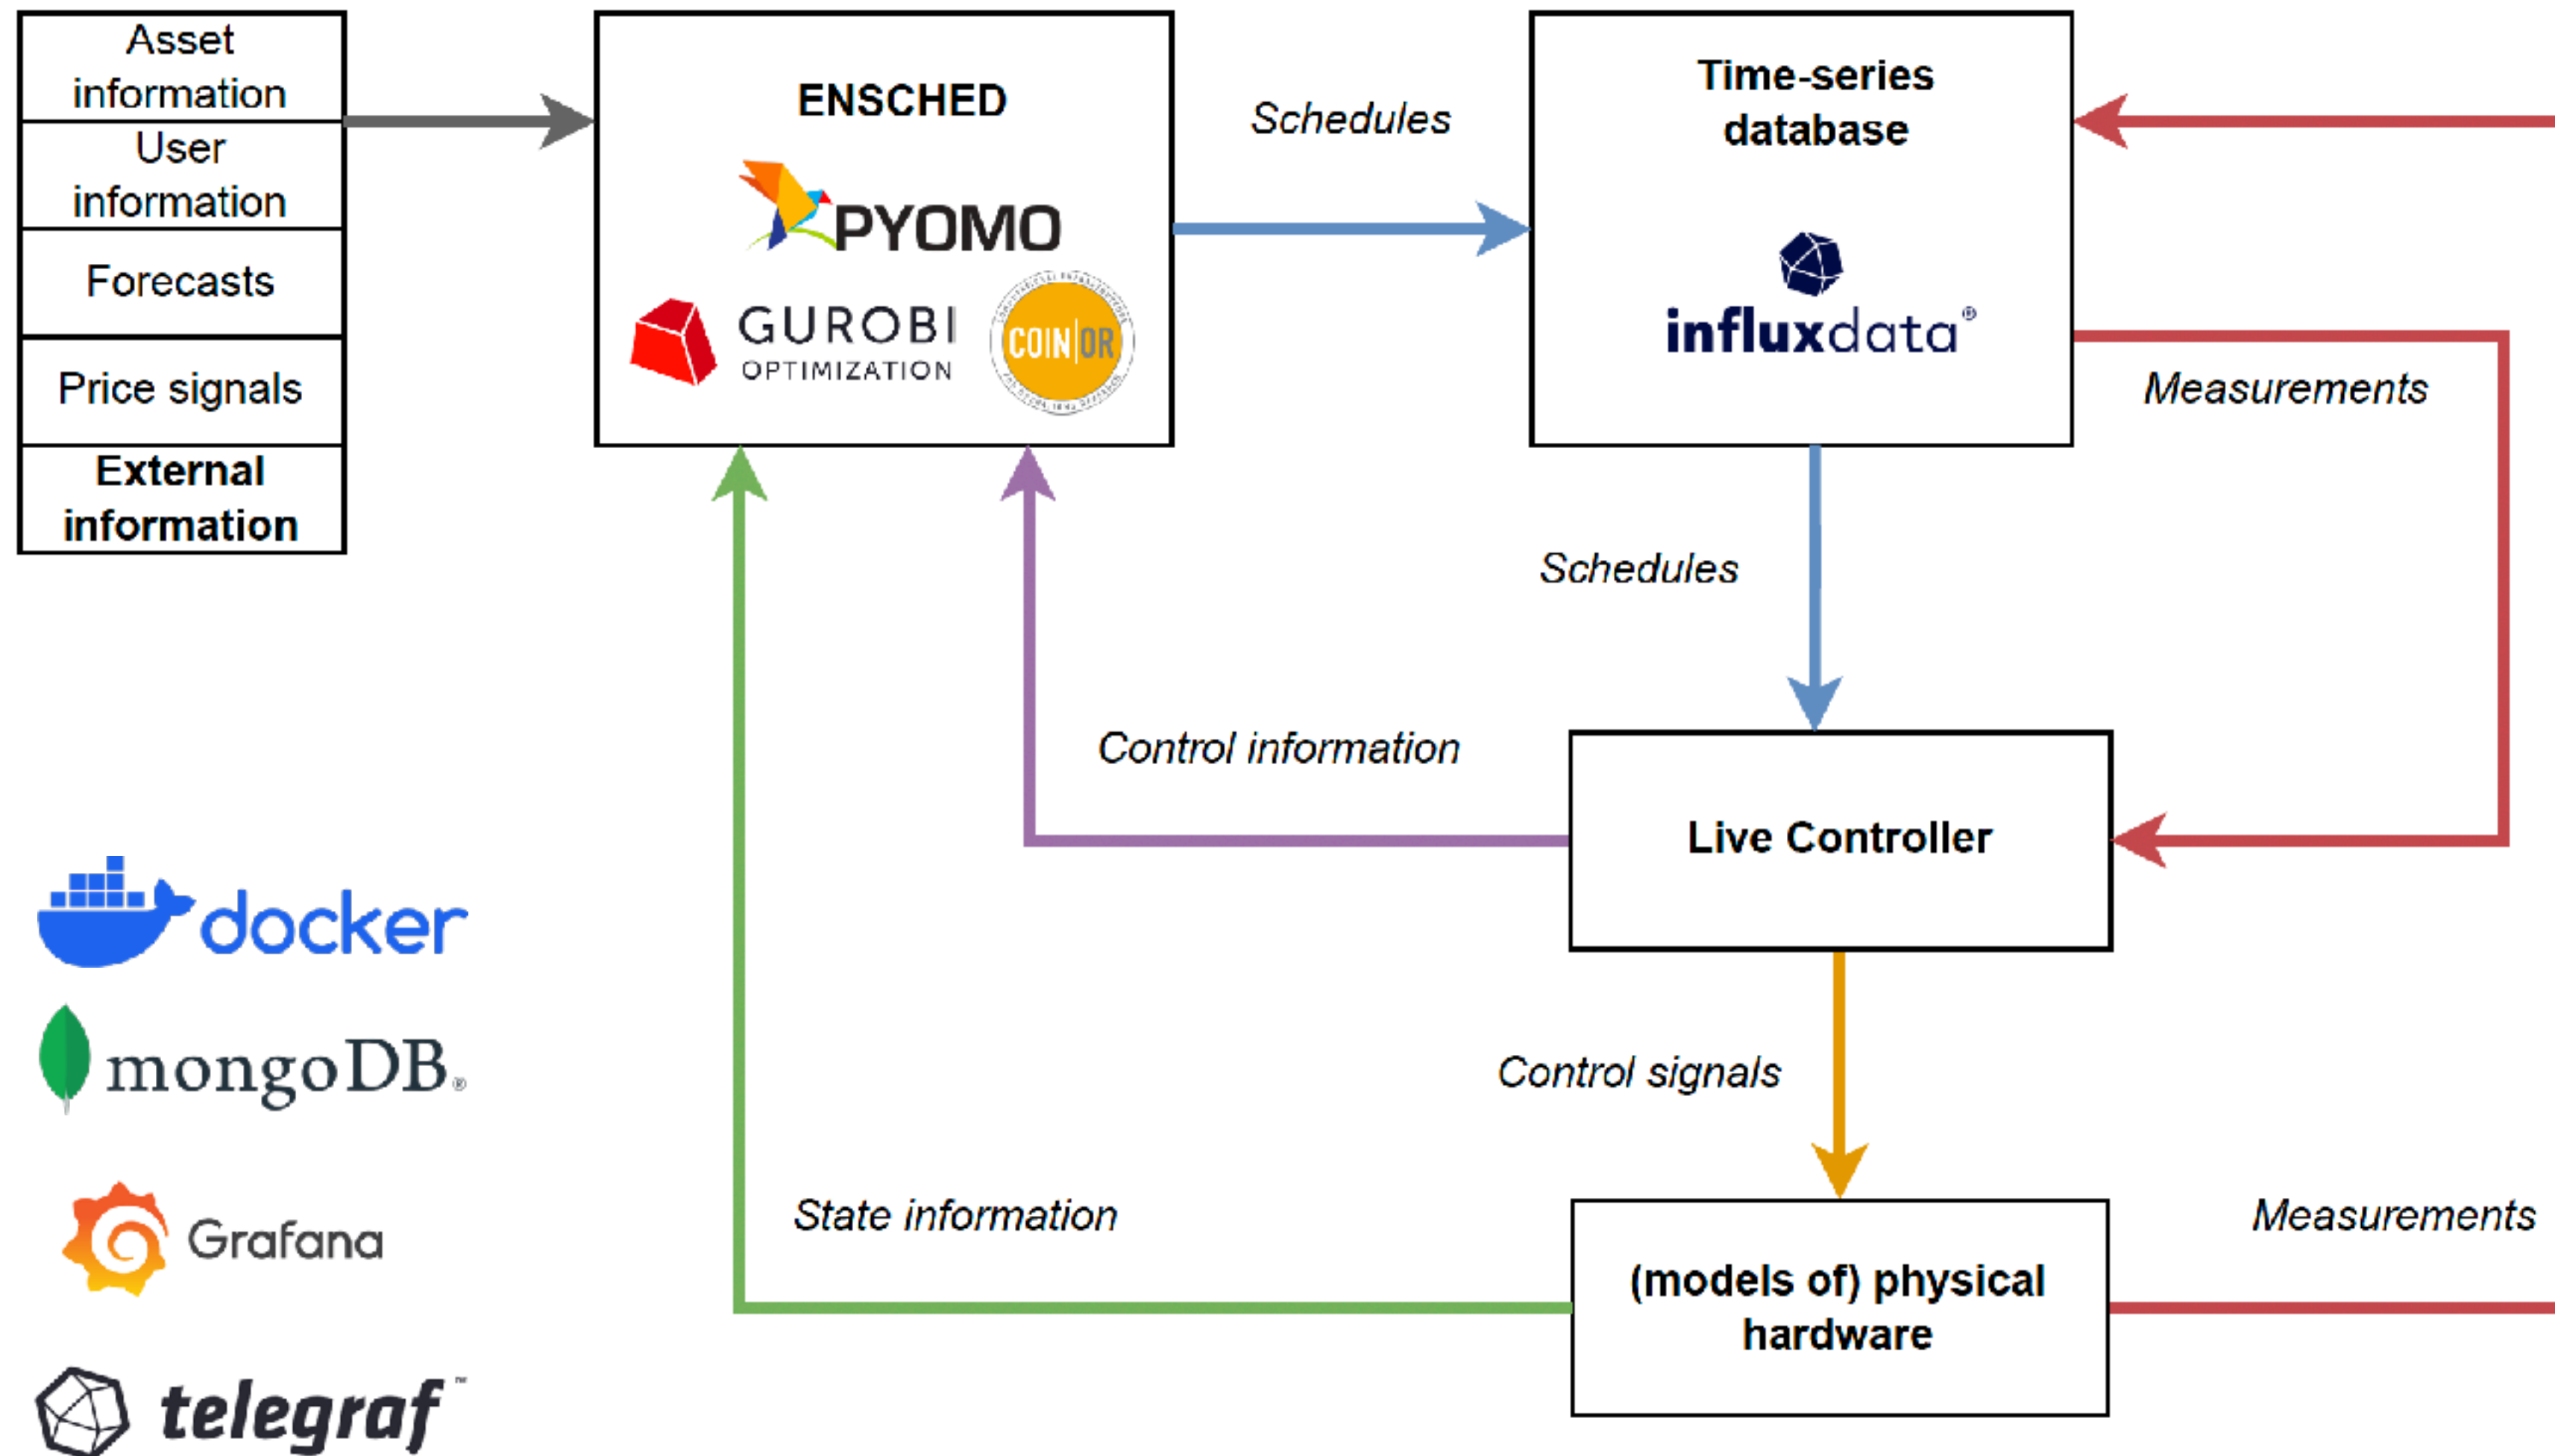 Asset
information
User
information
Forecasts
Price signals
External
information
ENSCHED
PYOMO
GUROBI
OPTIMIZATION
COIN|OR
Schedules
Time-series
database
influxdata®
Measurements
Schedules
Control information
Live Controller
Control signals
State information
(models of) physical
hardware
Measurements
docker
mongoDB®
Grafana
telegraf™